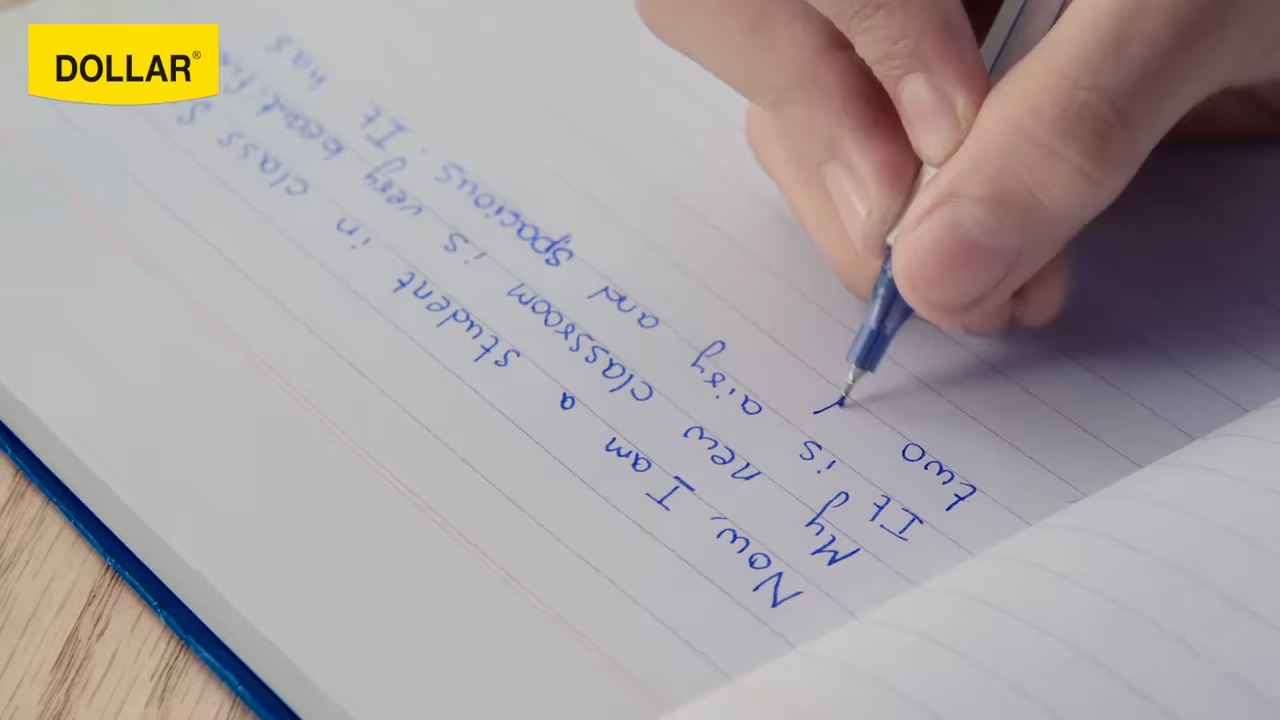 DOLLAR®
Now, I am a student in class 5
My new classroom is very beautiful
It is airy and spacious. It has
two